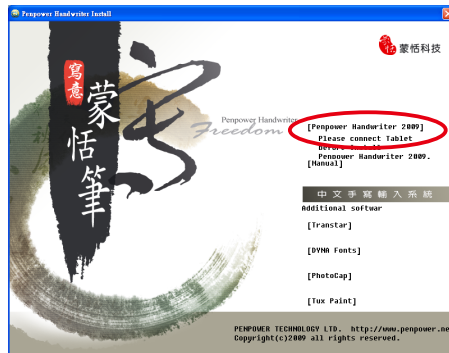 Penpower Handwriter Install
蒙恬科技
寫意
蒙恬筆
Penpower Handwriter
Freedom
[Penpower Handwriter 2009]
Please connect Tablet
before install
Penpower Handwriter 2009.
[Manual]
中文手寫輸入系統
Additional softwar
[Transtar]
[DYNA Fonts]
[PhotoCap]
[Tux Paint]
PENPOWER TECHNOLOGY LTD. http://www.penpower.ne
Copyright(c)2009 all rights reserved.